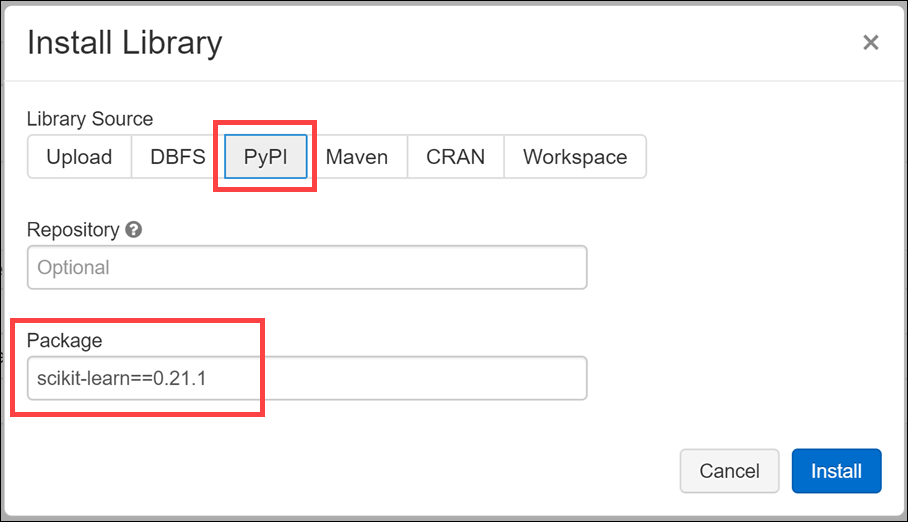 Install Library
×
Library Source
Upload DBFS PyPI Maven CRAN Workspace
Repository ?
Optional
Package
scikit-learn==0.21.1
Cancel Install